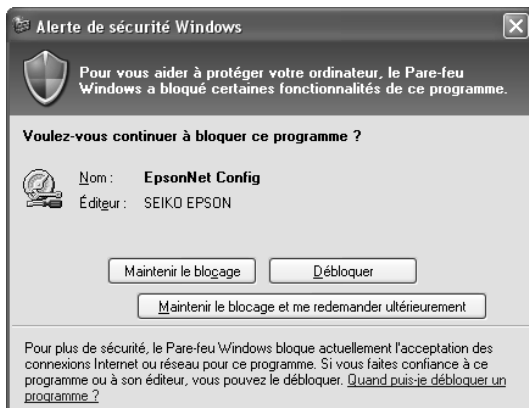 Alerte de sécurité Windows
Pour vous aider à protéger votre ordinateur, le Pare-feu
Windows a bloqué certaines fonctionnalités de ce programme.
Voulez-vous continuer à bloquer ce programme ?
Nom : EpsonNet Config
Éditeur : SEIKO EPSON
Maintenir le blocage Débloquer
Maintenir le blocage et me redemander ultérieurement
Pour plus de sécurité, le Pare-feu Windows bloque actuellement l'acceptation des
connexions Internet ou réseau pour ce programme. Si vous faites confiance à ce
programme ou à son éditeur, vous pouvez le débloquer. Quand puis-je débloquer un
programme ?